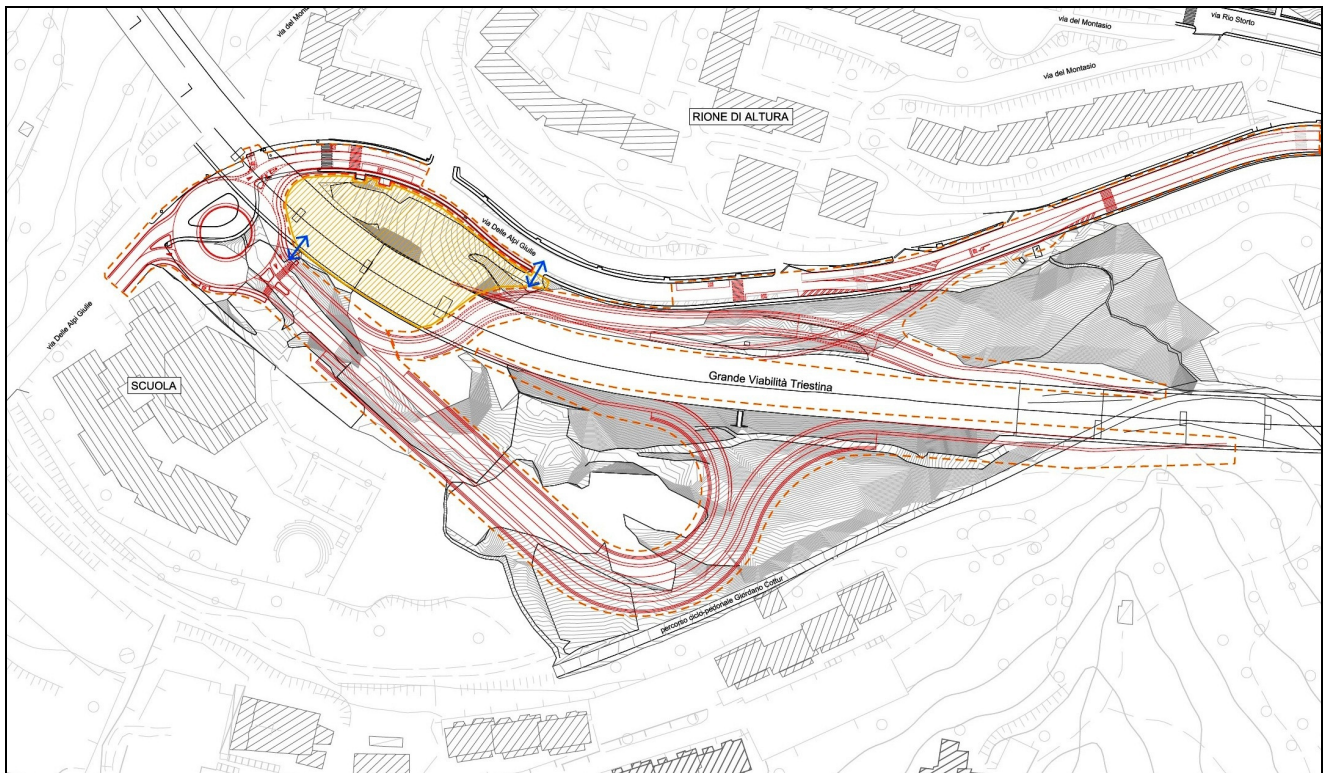 via del Montasio
via Rio Storto
via del Montasio
RIONE DI ALTURA
via Delle Alpi Giulie
via Delle Alpi Giulie
SCUOLA
Grande Viabilità Triestina
percorso ciclo-pedonale Giordano Cottur